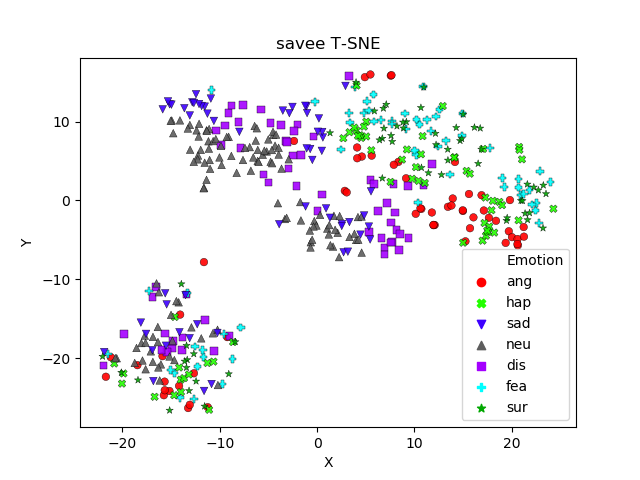 savee T-SNE
10
0
−10
−20
Y
−20
−10
0
10
20
X
Emotion
ang
hap
sad
neu
dis
fea
sur